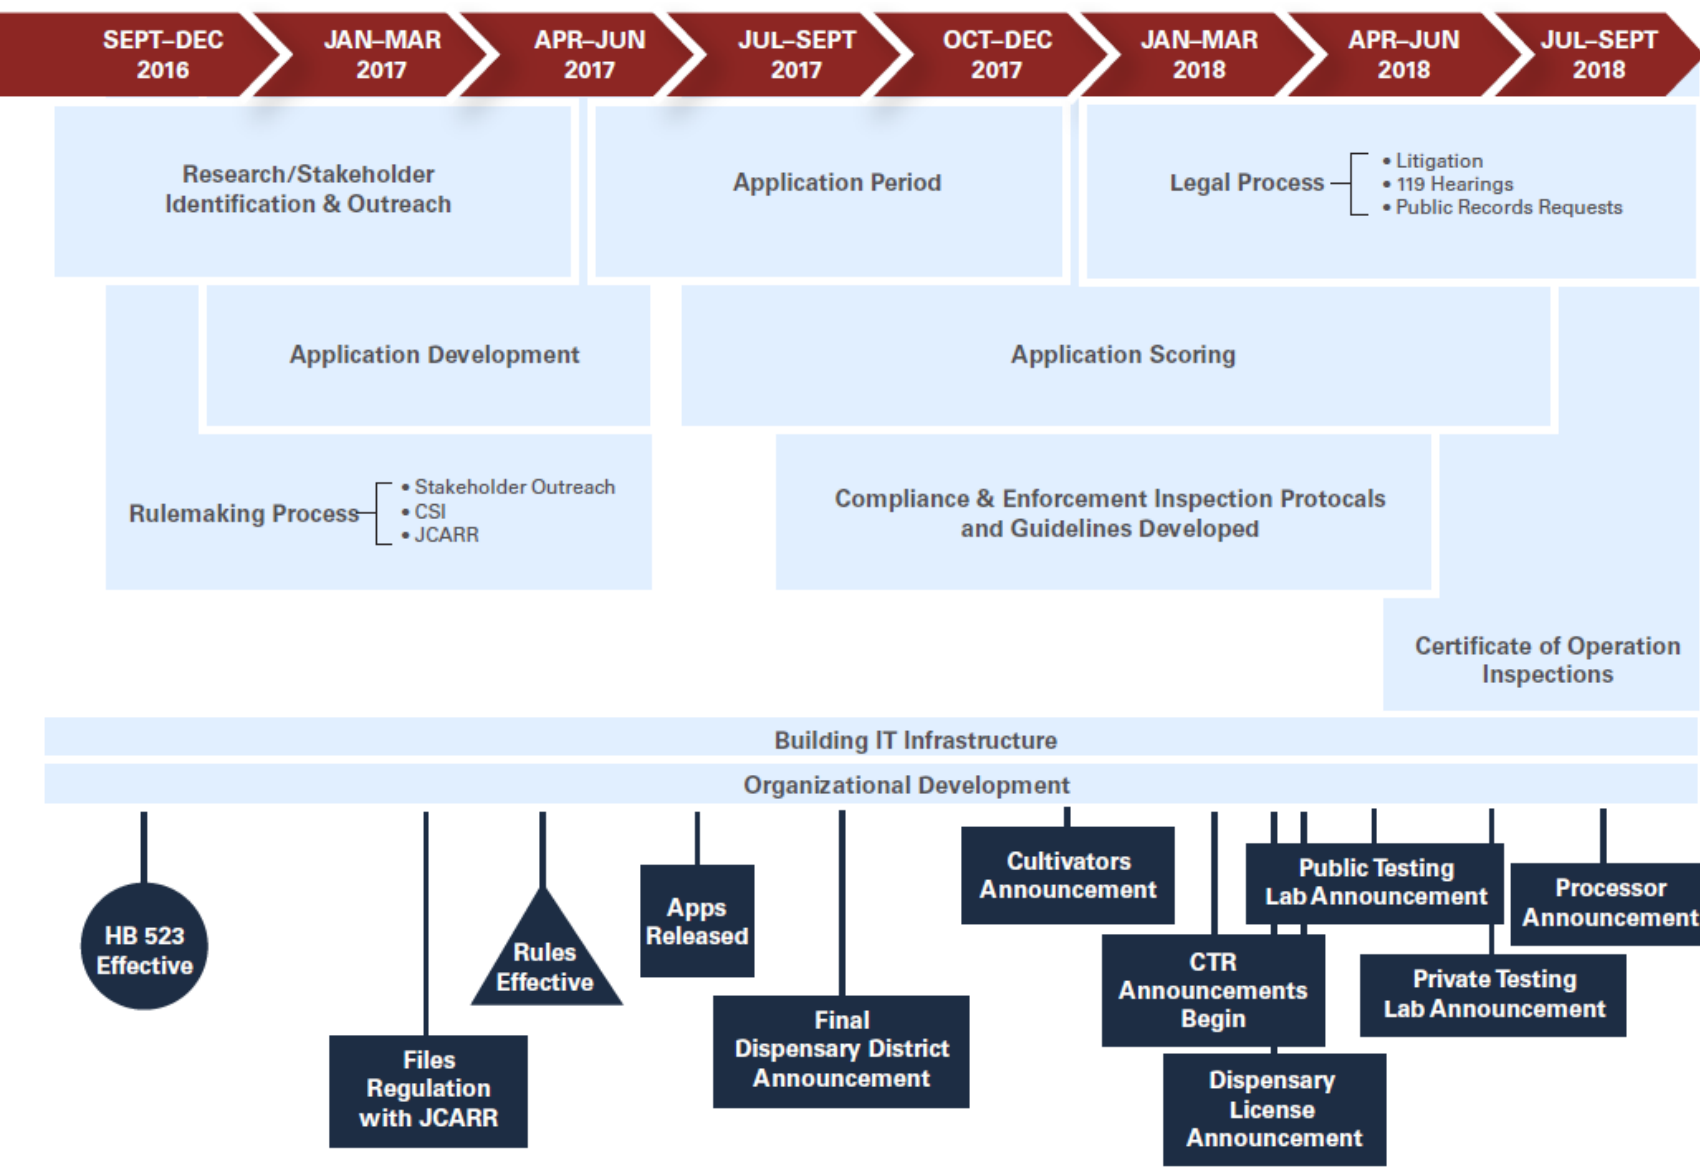 SEPT–DEC
2016
JAN–MAR
2017
APR–JUN
2017
JUL–SEPT
2017
OCT–DEC
2017
JAN–MAR
2018
APR–JUN
2018
JUL–SEPT
2018
Research/Stakeholder
Identification & Outreach
Application Period
Legal Process
• Litigation
• 119 Hearings
• Public Records Requests
Application Development
Application Scoring
Rulemaking Process
• Stakeholder Outreach
• CSI
• JCARR
Compliance & Enforcement Inspection Protocals
and Guidelines Developed
Certificate of Operation
Inspections
Building IT Infrastructure
Organizational Development
HB 523
Effective
Files
Regulation
with JCARR
Rules
Effective
Apps
Released
Final
Dispensary District
Announcement
Cultivators
Announcement
CTR
Announcements
Begin
Dispensary
License
Announcement
Public Testing
Lab Announcement
Private Testing
Lab Announcement
Processor
Announcement